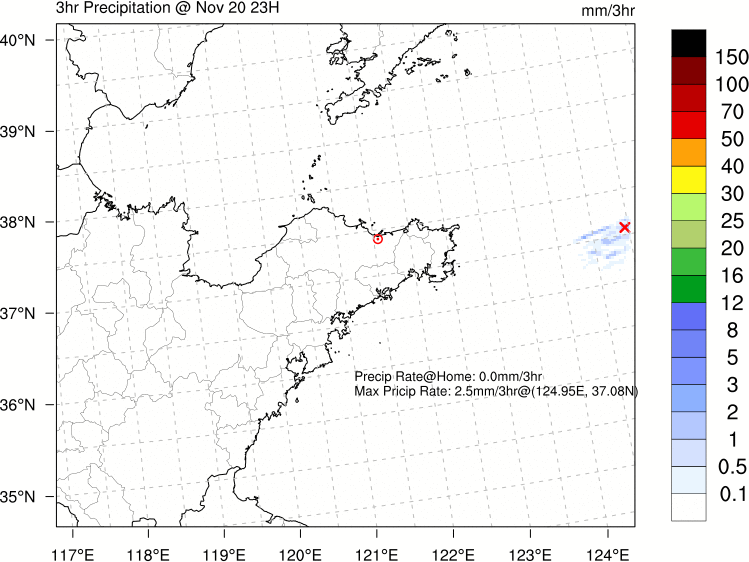 3hr Precipitation @ Nov 20 23H
mm/3hr
40°N
39°N
38°N
37°N
36°N
35°N
Precip Rate@Home: 0.0mm/3hr
Max Pricip Rate: 2.5mm/3hr@(124.95E, 37.08N)
117°E 118°E 119°E 120°E 121°E 122°E 123°E 124°E
150
100
70
50
40
30
25
20
16
12
8
5
3
2
1
0.5
0.1